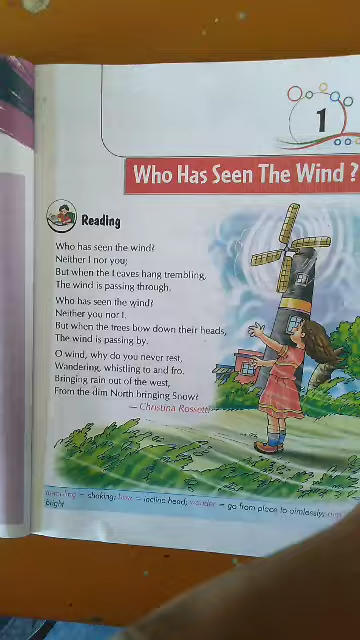 1
Who Has Seen The Wind ?
Reading
Who has seen the wind?
Neither I nor you;
But when the leaves hang trembling,
The wind is passing through.
Who has seen the wind?
Neither you nor I.
But when the trees bow down their heads,
The wind is passing by.
O wind, why do you never rest,
Wandering, whistling to and fro.
Bringing rain out of the west,
From the dim North bringing Snow?
— Christina Rossetti
= shaking; bow = incline head; wander = go from place to aimlessly;
bright